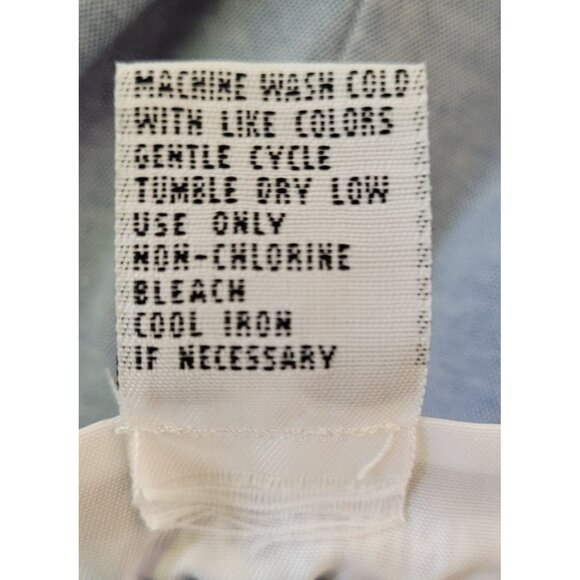 MACHINE WASH COLD
WITH LIKE COLORS
GENTLE CYCLE
TUMBLE DRY LOW
USE ONLY
NON-CHLORINE
BLEACH
COOL IRON
IF NECESSARY